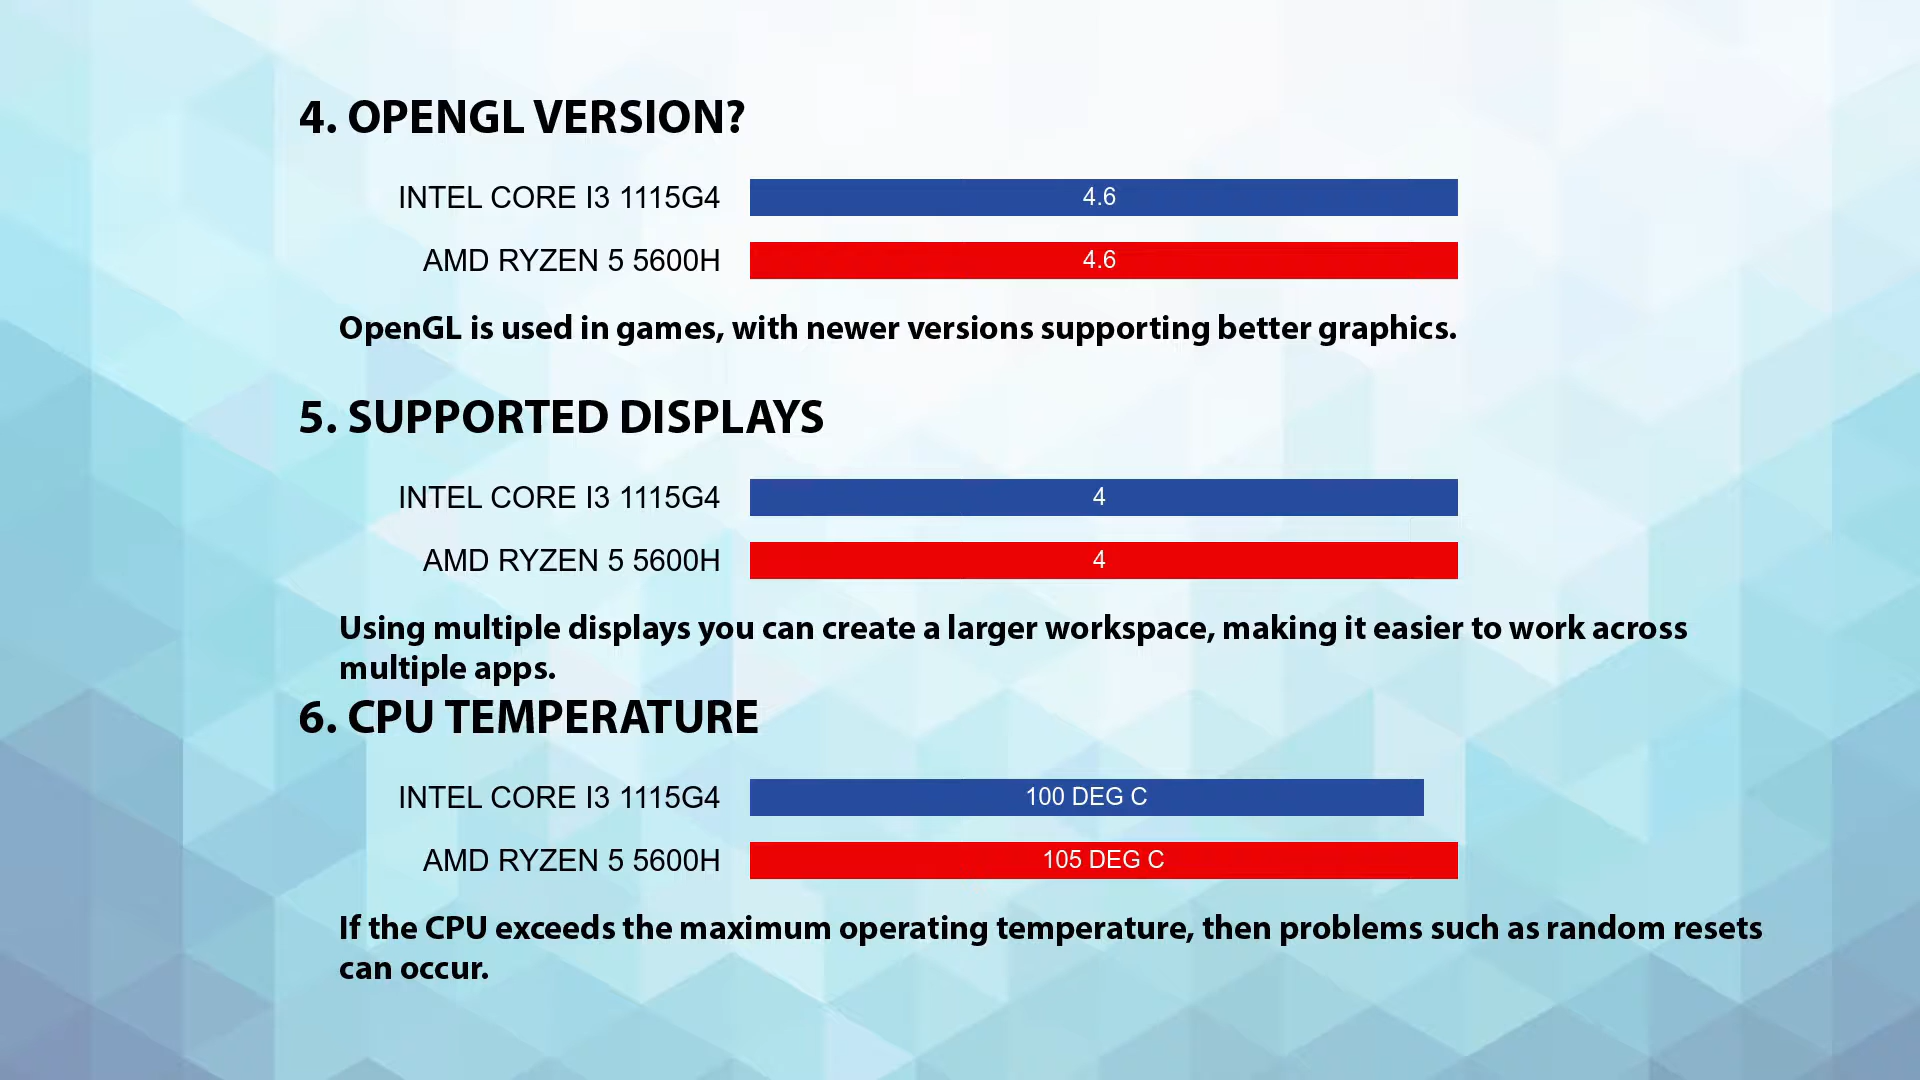 4. OPENGL VERSION?
INTEL CORE I3 1115G4 4.6
AMD RYZEN 5 5600H 4.6
OpenGL is used in games, with newer versions supporting better graphics.
5. SUPPORTED DISPLAYS
INTEL CORE I3 1115G4 4
AMD RYZEN 5 5600H 4
Using multiple displays you can create a larger workspace, making it easier to work across
multiple apps.
6. CPU TEMPERATURE
INTEL CORE I3 1115G4 100 DEG C
AMD RYZEN 5 5600H 105 DEG C
If the CPU exceeds the maximum operating temperature, then problems such as random resets
can occur.